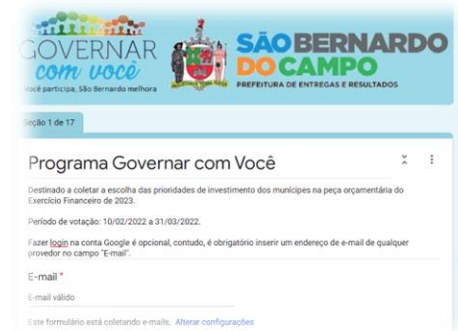 GOVERNAR
com você
Você participa, São Bernardo melhora
SÃO BERNARDO
DO CAMPO
PREFEITURA DE ENTREGAS E RESULTADOS
Seção 1 de 17
Programa Governar com Você
Destinado a coletar a escolha das prioridades de investimento dos munícipes na peça orçamentária do
Exercício Financeiro de 2023.
Período de votação: 10/02/2022 a 31/03/2022.
Fazer login na conta Google é opcional, contudo, é obrigatório inserir um endereço de e-mail de qualquer
provedor no campo "E-mail".
E-mail *
E-mail válido
Este formulário está coletando e-mails. Alterar configurações